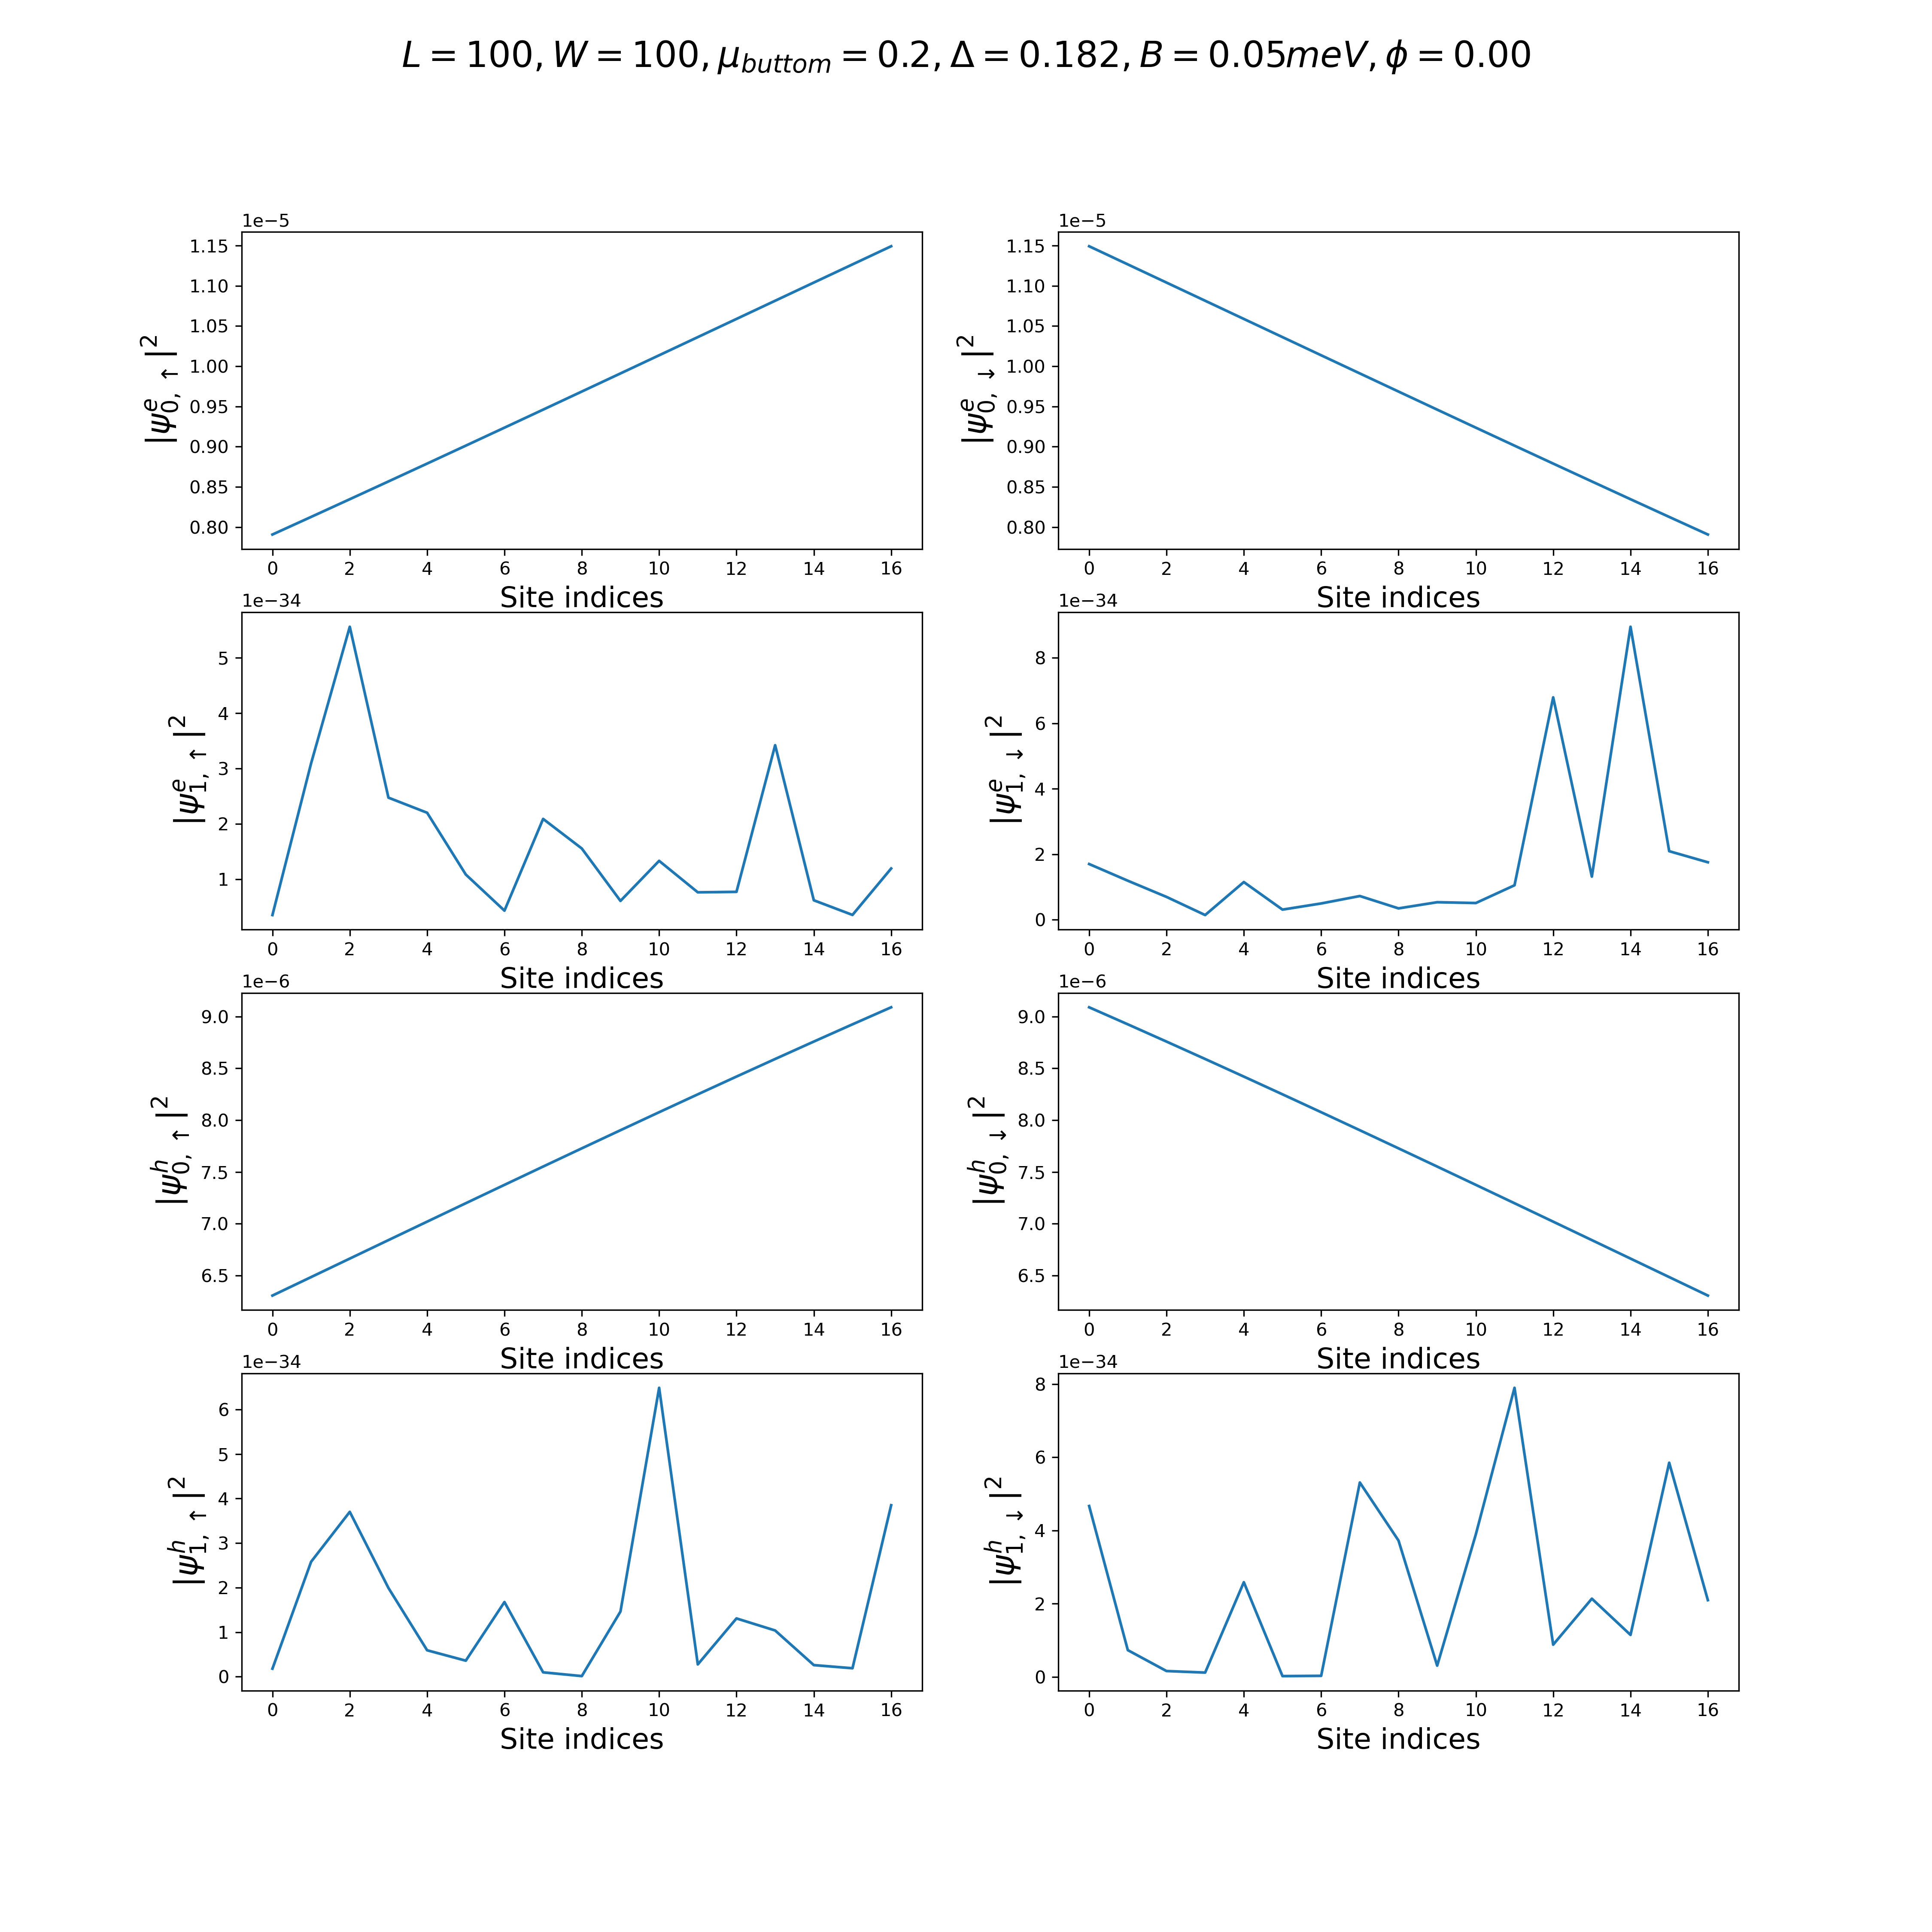 L = 100, W = 100, μ_buttom = 0.2, Δ = 0.182, B = 0.05meV, ϕ = 0.00
1e−5
1.15
1.10
1.05
1.00
0.95
0.90
0.85
0.80
|ψ^e_{0, ↑}|^2
0 2 4 6 8 10 12 14 16
Site indices
1e−5
1.15
1.10
1.05
1.00
0.95
0.90
0.85
0.80
|ψ^e_{0, ↓}|^2
0 2 4 6 8 10 12 14 16
Site indices
1e−34
5
4
3
2
1
|ψ^e_{1, ↑}|^2
0 2 4 6 8 10 12 14 16
Site indices
1e−34
8
6
4
2
0
|ψ^e_{1, ↓}|^2
0 2 4 6 8 10 12 14 16
Site indices
1e−6
9.0
8.5
8.0
7.5
7.0
6.5
|ψ^h_{0, ↑}|^2
0 2 4 6 8 10 12 14 16
Site indices
1e−6
9.0
8.5
8.0
7.5
7.0
6.5
|ψ^h_{0, ↓}|^2
0 2 4 6 8 10 12 14 16
Site indices
1e−34
6
5
4
3
2
1
0
|ψ^h_{1, ↑}|^2
0 2 4 6 8 10 12 14 16
Site indices
1e−34
8
6
4
2
0
|ψ^h_{1, ↓}|^2
0 2 4 6 8 10 12 14 16
Site indices